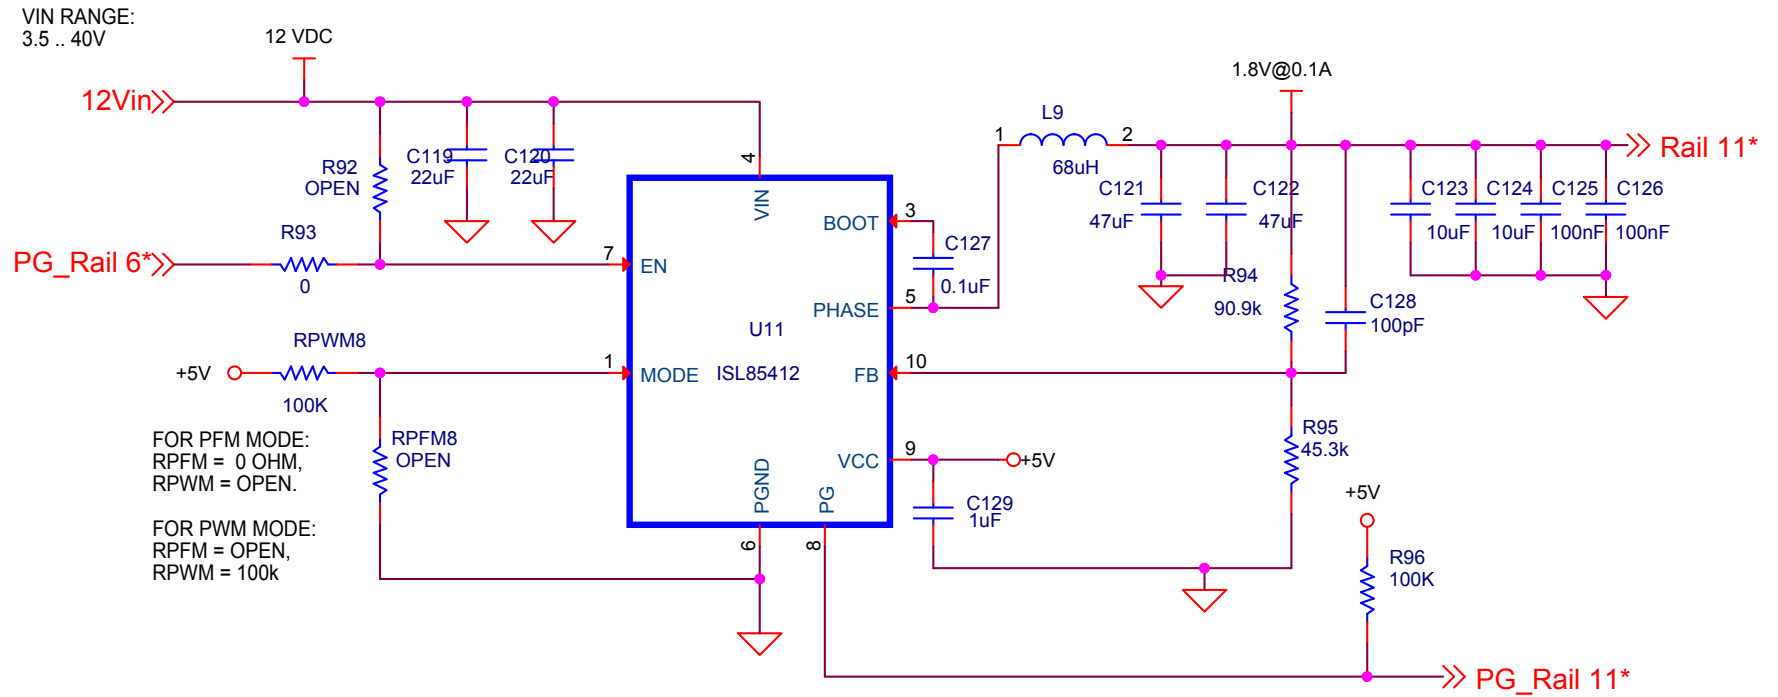 VIN RANGE:
3.5 .. 40V
12 VDC
12Vin
R92
OPEN
C119
22uF
C120
22uF
R93
0
PG_Rail 6*
RPWM8
+5V
100K
FOR PFM MODE:
RPFM = 0 OHM,
RPWM = OPEN.
FOR PWM MODE:
RPFM = OPEN,
RPWM = 100k
RPFM8
OPEN
4
VIN
7
EN
1
MODE
U11
ISL85412
BOOT
3
PHASE
5
FB
10
VCC
9
PGND
6
PG
8
C127
0.1uF
1
L9
2
68uH
1.8V@0.1A
Rail 11*
C121
47uF
C122
47uF
C123
10uF
C124
10uF
C125
100nF
C126
100nF
R94
90.9k
C128
100pF
R95
45.3k
+5V
C129
1uF
+5V
R96
100K
PG_Rail 11*